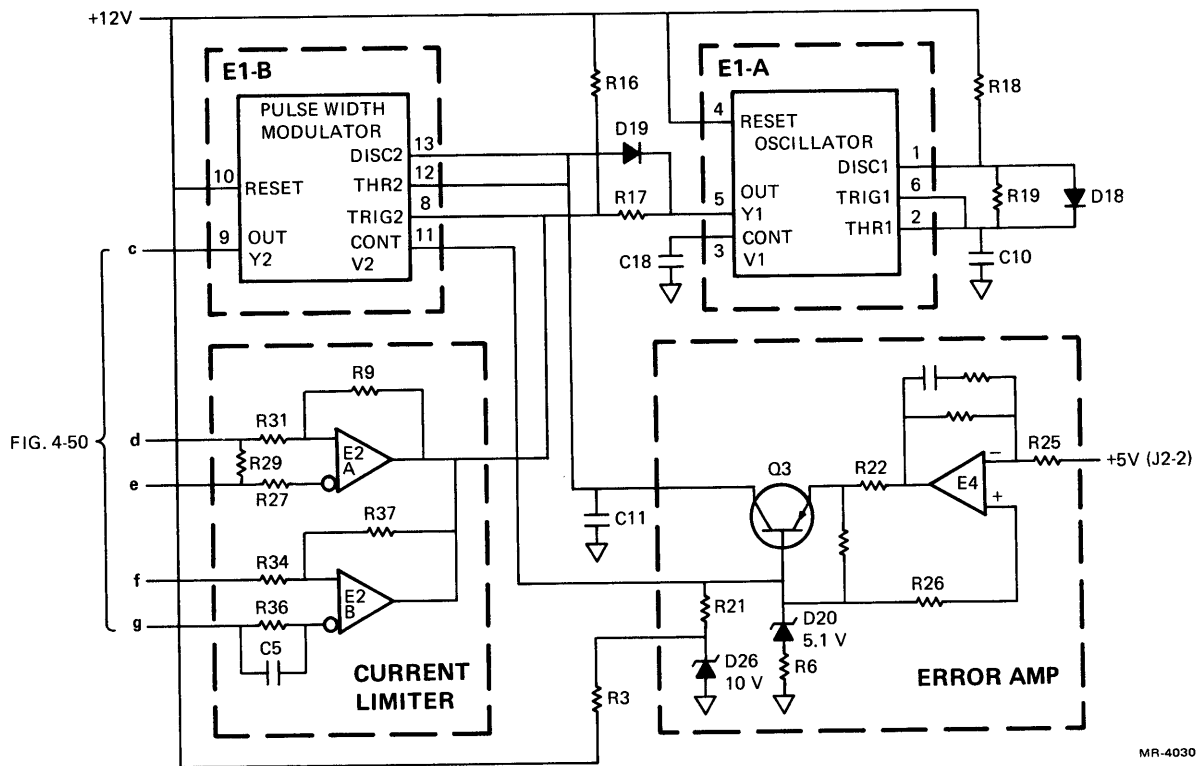 +12V
E1-B
PULSE WIDTH
MODULATOR
DISC2
13
THR2
12
TRIG2
8
CONT
V2
11
10
RESET
9
OUT
Y2
R16
D19
R17
E1-A
4
RESET
OSCILLATOR
DISC1
1
TRIG1
6
THR1
2
5
OUT
Y1
CONT
V1
3
C18
R18
R19
D18
C10
FIG. 4-50
c
d
e
f
g
R9
R31
R29
R27
E2
A
R37
R34
R36
C5
E2
B
CURRENT
LIMITER
C11
R3
Q3
R22
E4
−
+
R25
+5V (J2-2)
R26
R21
D20
5.1 V
R6
D26
10 V
ERROR AMP
MR-4030